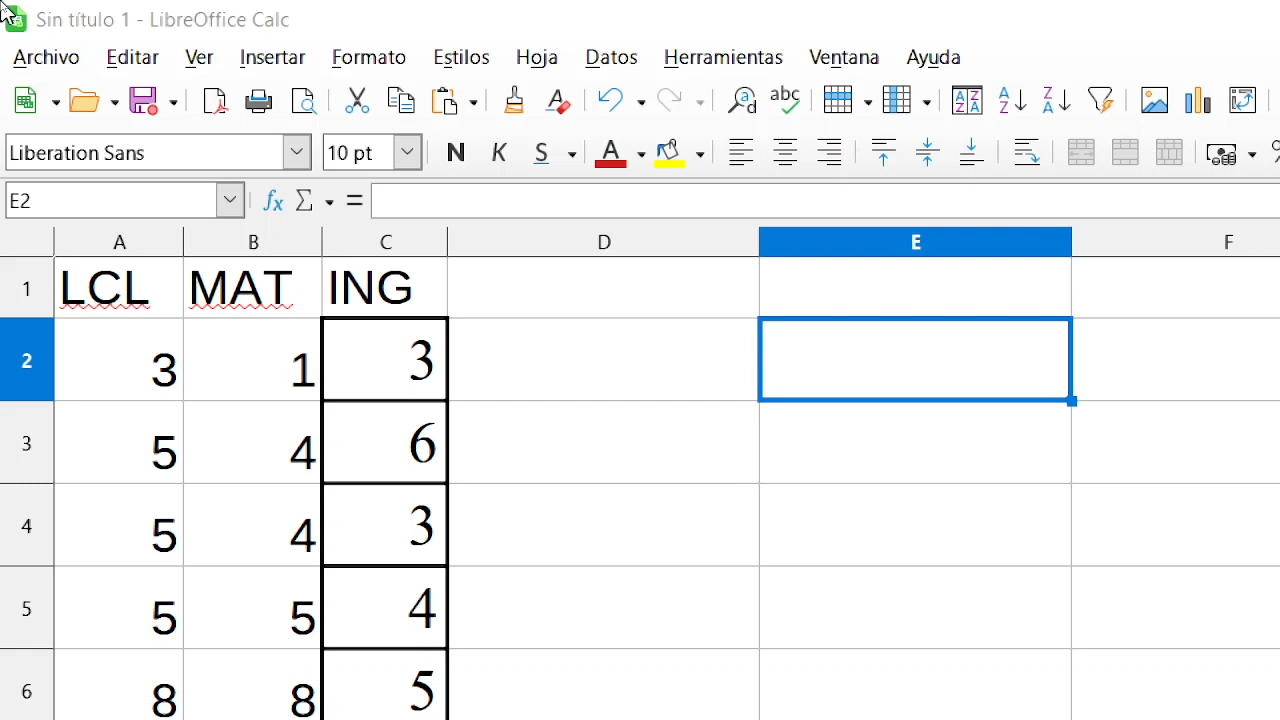 Sin título 1 - LibreOffice Calc
Archivo Editar Ver Insertar Formato Estilos Hoja Datos Herramientas Ventana Ayuda
abc
Liberation Sans 10 pt N K S A
E2 fx Σ =
A B C D E F
1 LCL MAT ING
2 3 1 3
3 5 4 6
4 5 4 3
5 5 5 4
6 8 8 5